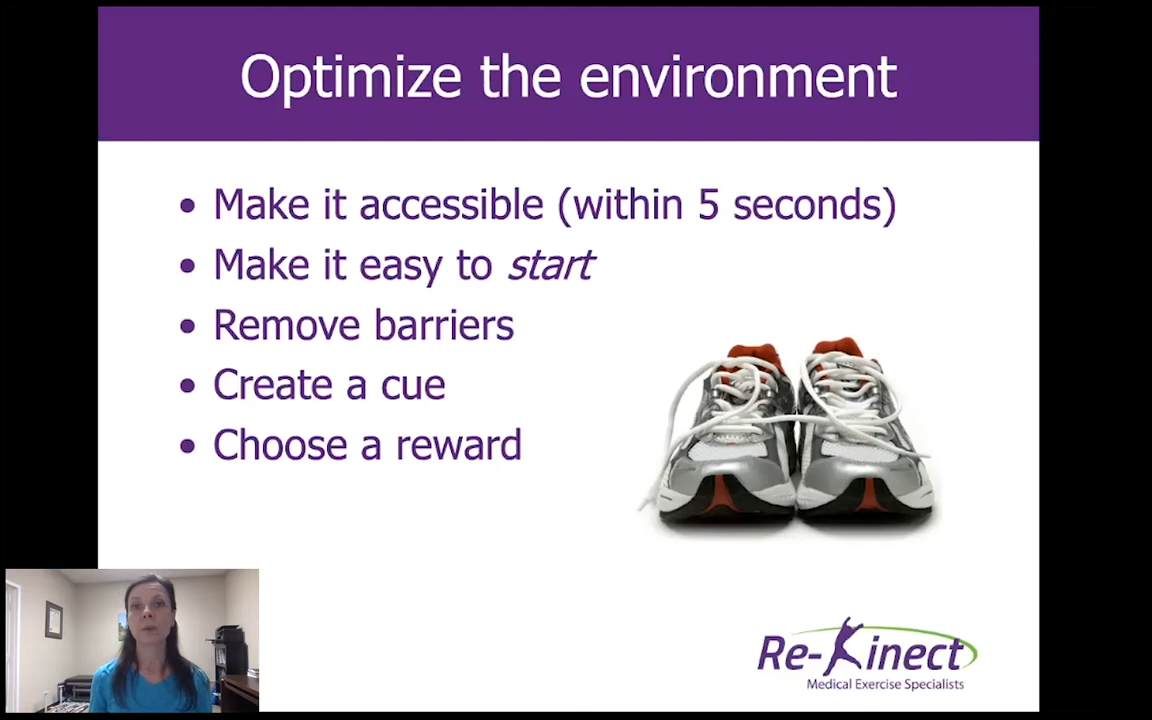 Optimize the environment
• Make it accessible (within 5 seconds)
• Make it easy to start
• Remove barriers
• Create a cue
• Choose a reward
Re-Kinect
Medical Exercise Specialists